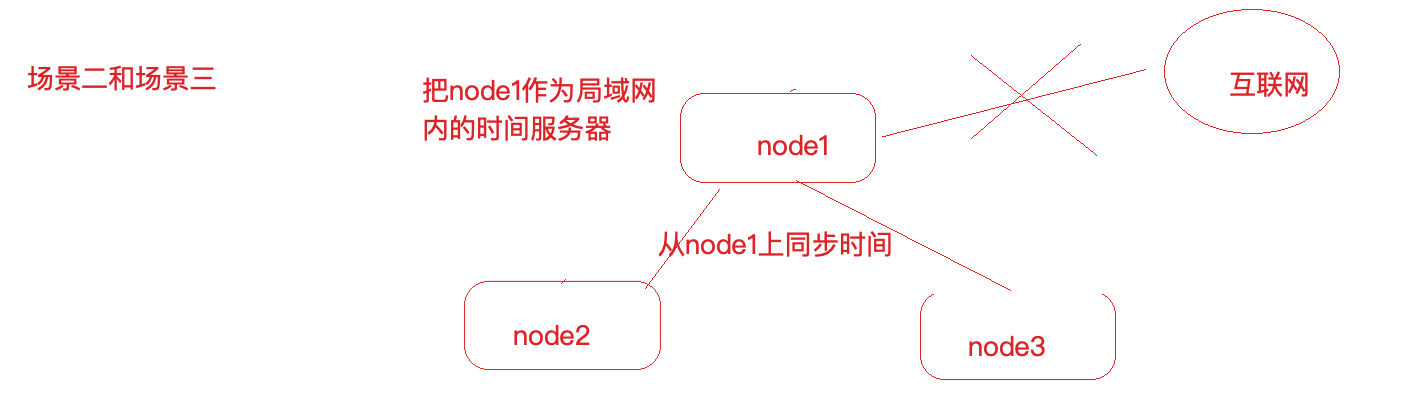 场景二和场景三
把node1作为局域网
内的时间服务器
node1
互联网
从node1上同步时间
node2
node3